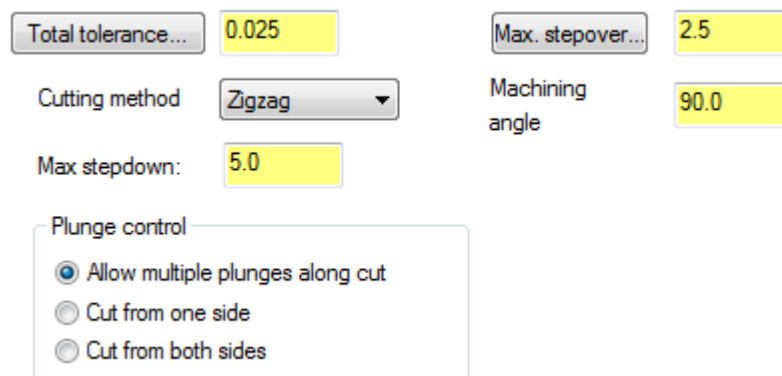 Total tolerance... 0.025 Max. stepover... 2.5
Cutting method Zigzag Machining angle 90.0
Max stepdown: 5.0
Plunge control
Allow multiple plunges along cut
Cut from one side
Cut from both sides